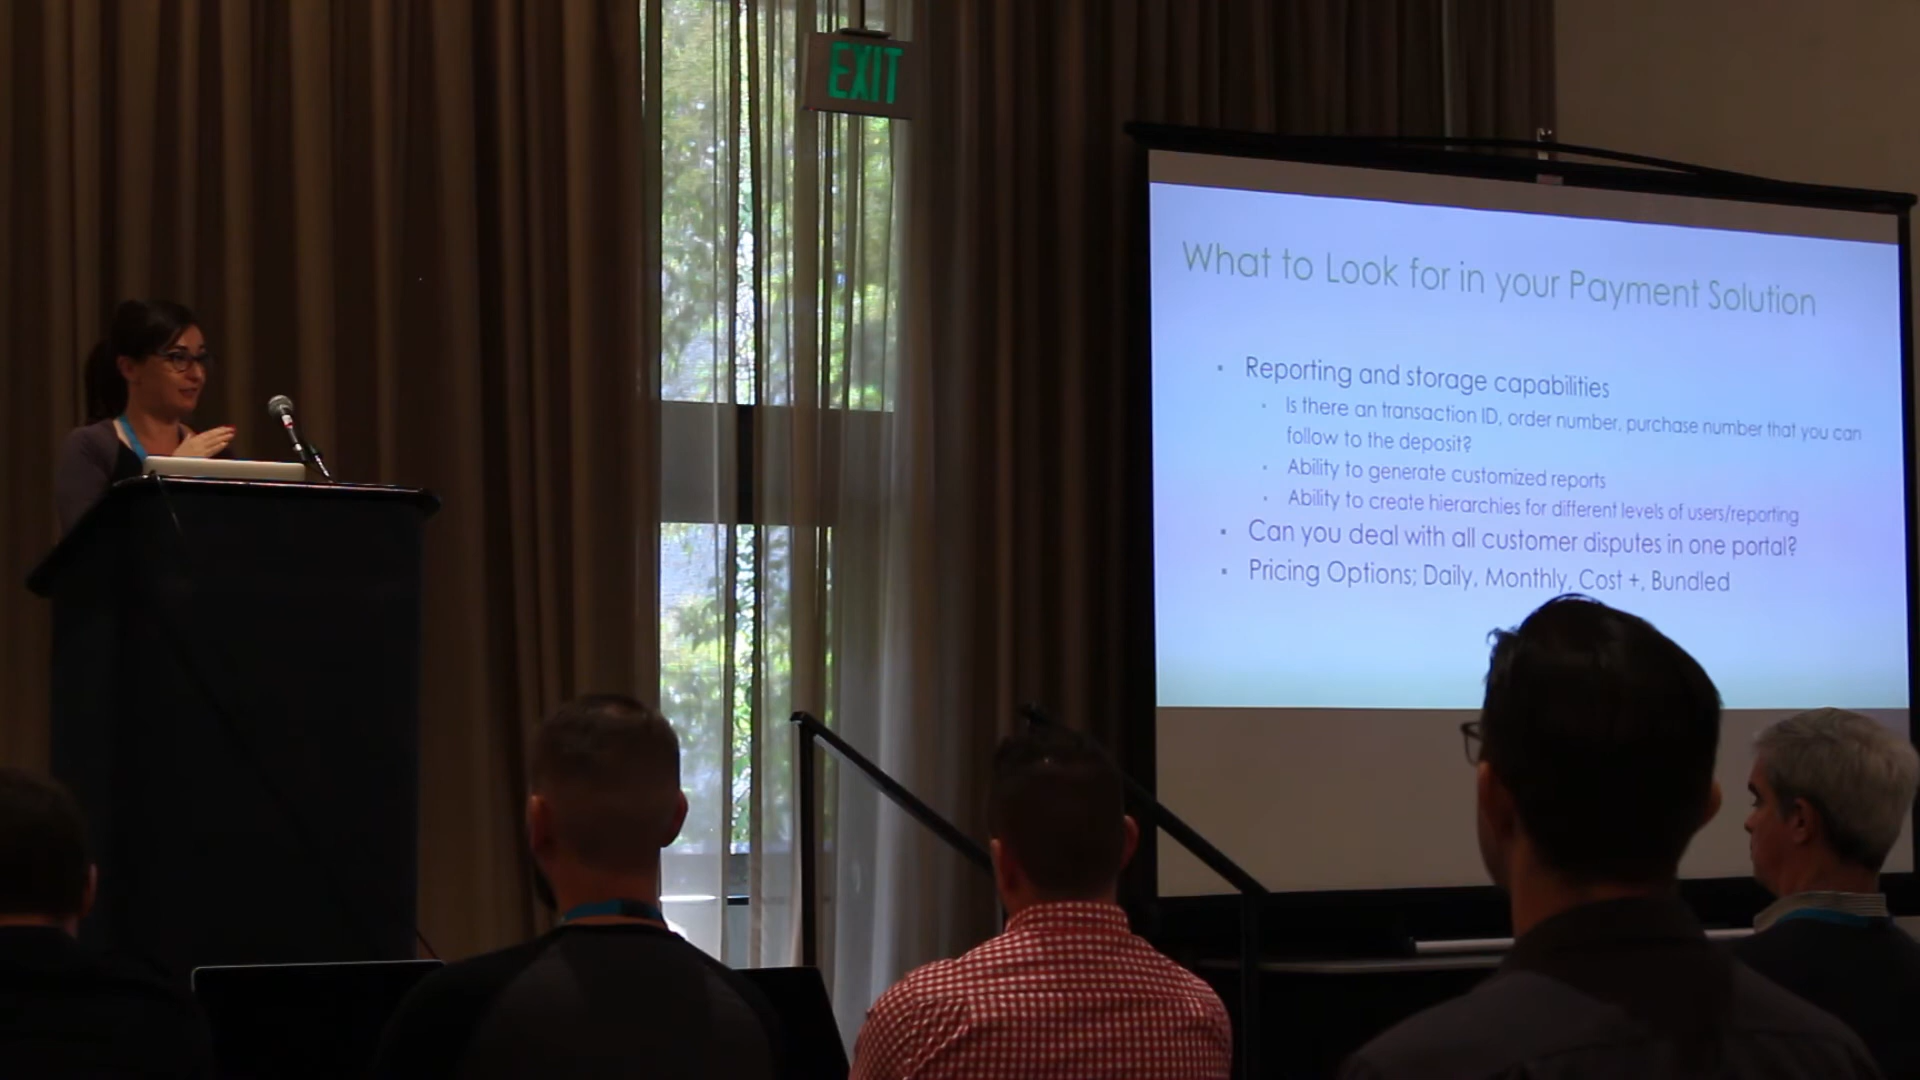 EXIT
What to Look for in your Payment Solution
Reporting and storage capabilities
Is there an transaction ID, order number, purchase number that you can
follow to the deposit?
Ability to generate customized reports
Ability to create hierarchies for different levels of users/reporting
Can you deal with all customer disputes in one portal?
Pricing Options; Daily, Monthly, Cost +, Bundled